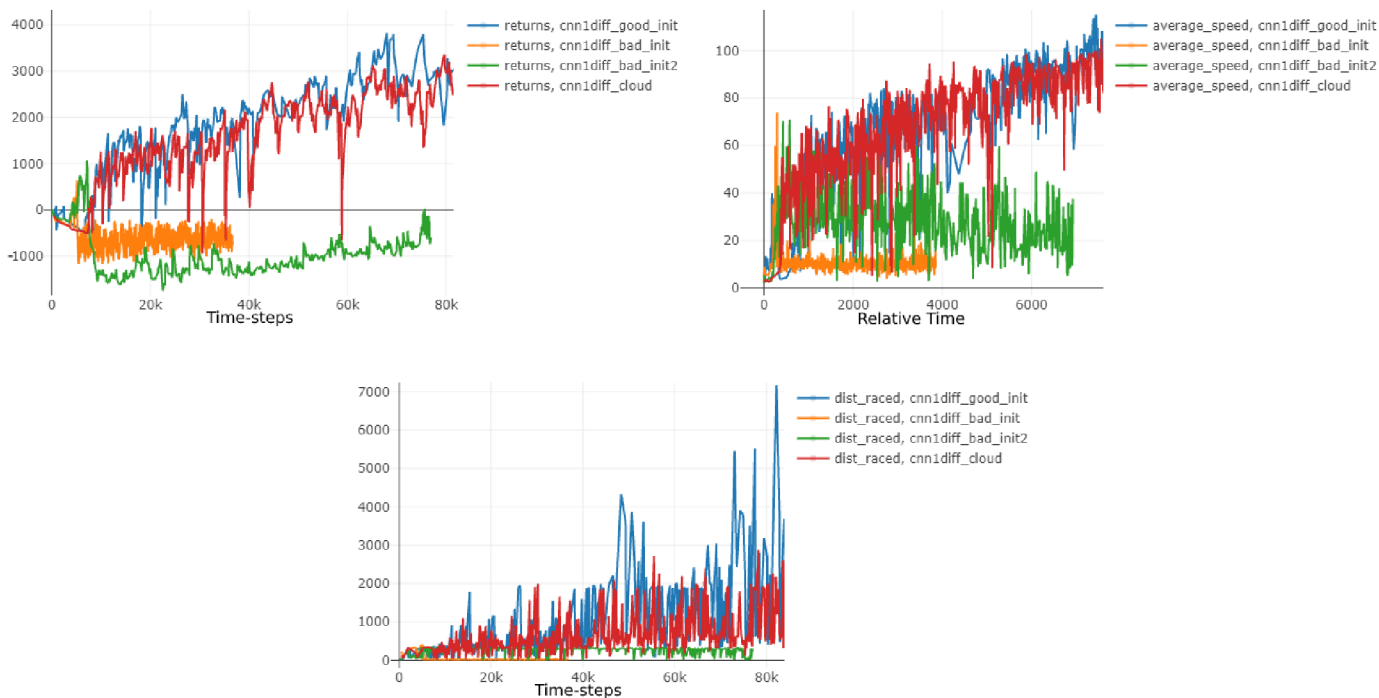 4000
3000
2000
1000
0
-1000
0
20k
40k
60k
80k
Time-steps
returns, cnn1diff_good_init
returns, cnn1diff_bad_init
returns, cnn1diff_bad_init2
returns, cnn1diff_cloud
100
80
60
40
20
0
0
2000
4000
6000
Relative Time
average_speed, cnn1diff_good_init
average_speed, cnn1diff_bad_init
average_speed, cnn1diff_bad_init2
average_speed, cnn1diff_cloud
7000
6000
5000
4000
3000
2000
1000
0
0
20k
40k
60k
80k
Time-steps
dist_raced, cnn1diff_good_init
dist_raced, cnn1diff_bad_init
dist_raced, cnn1diff_bad_init2
dist_raced, cnn1diff_cloud